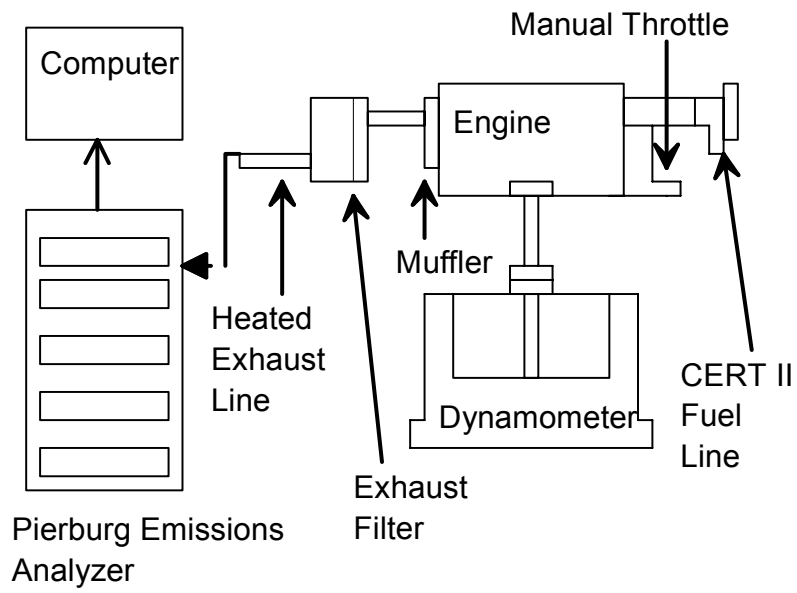 Manual Throttle
Computer
Engine
Muffler
Heated
Exhaust
Line
CERT II
Fuel
Line
Dynamometer
Exhaust
Filter
Pierburg Emissions
Analyzer